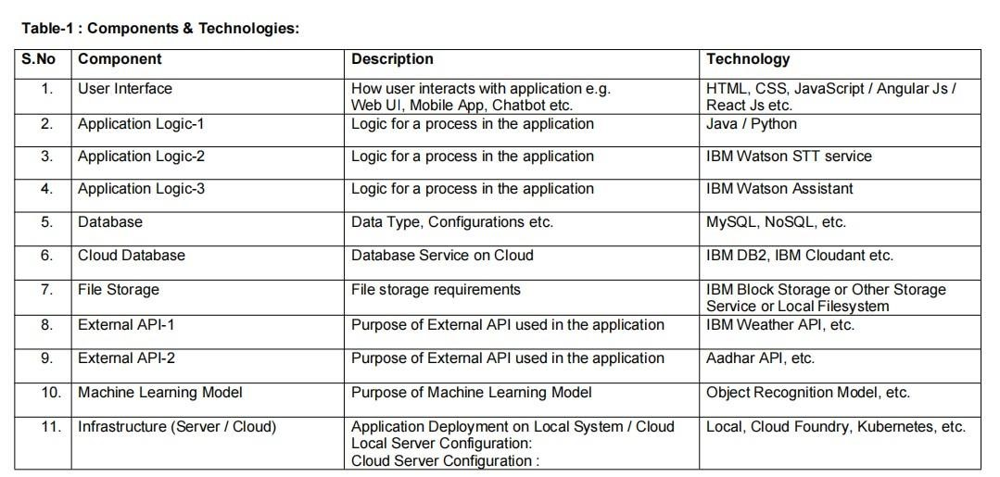 Table-1 : Components & Technologies:
S.No Component Description Technology
1. User Interface How user interacts with application e.g. HTML, CSS, JavaScript / Angular Js /
Web UI, Mobile App, Chatbot etc. React Js etc.
2. Application Logic-1 Logic for a process in the application Java / Python
3. Application Logic-2 Logic for a process in the application IBM Watson STT service
4. Application Logic-3 Logic for a process in the application IBM Watson Assistant
5. Database Data Type, Configurations etc. MySQL, NoSQL, etc.
6. Cloud Database Database Service on Cloud IBM DB2, IBM Cloudant etc.
7. File Storage File storage requirements IBM Block Storage or Other Storage
Service or Local Filesystem
8. External API-1 Purpose of External API used in the application IBM Weather API, etc.
9. External API-2 Purpose of External API used in the application Aadhar API, etc.
10. Machine Learning Model Purpose of Machine Learning Model Object Recognition Model, etc.
11. Infrastructure (Server / Cloud) Application Deployment on Local System / Cloud Local, Cloud Foundry, Kubernetes, etc.
Local Server Configuration:
Cloud Server Configuration :